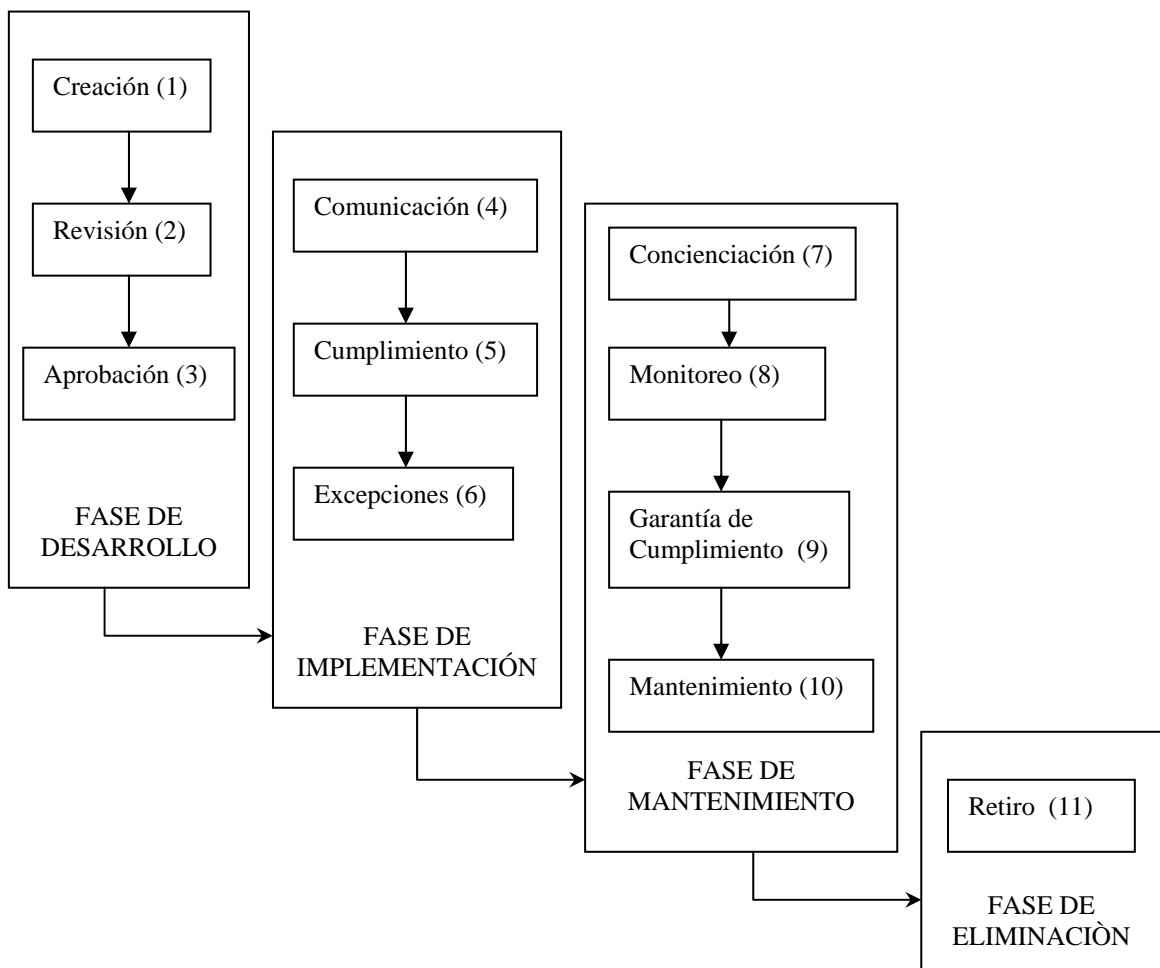 Creación (1)
Revisión (2)
Aprobación (3)
FASE DE
DESARROLLO
Comunicación (4)
Cumplimiento (5)
Excepciones (6)
FASE DE
IMPLEMENTACIÓN
Concienciación (7)
Monitoreo (8)
Garantía de
Cumplimiento (9)
Mantenimiento (10)
FASE DE
MANTENIMIENTO
Retiro (11)
FASE DE
ELIMINACIÒN